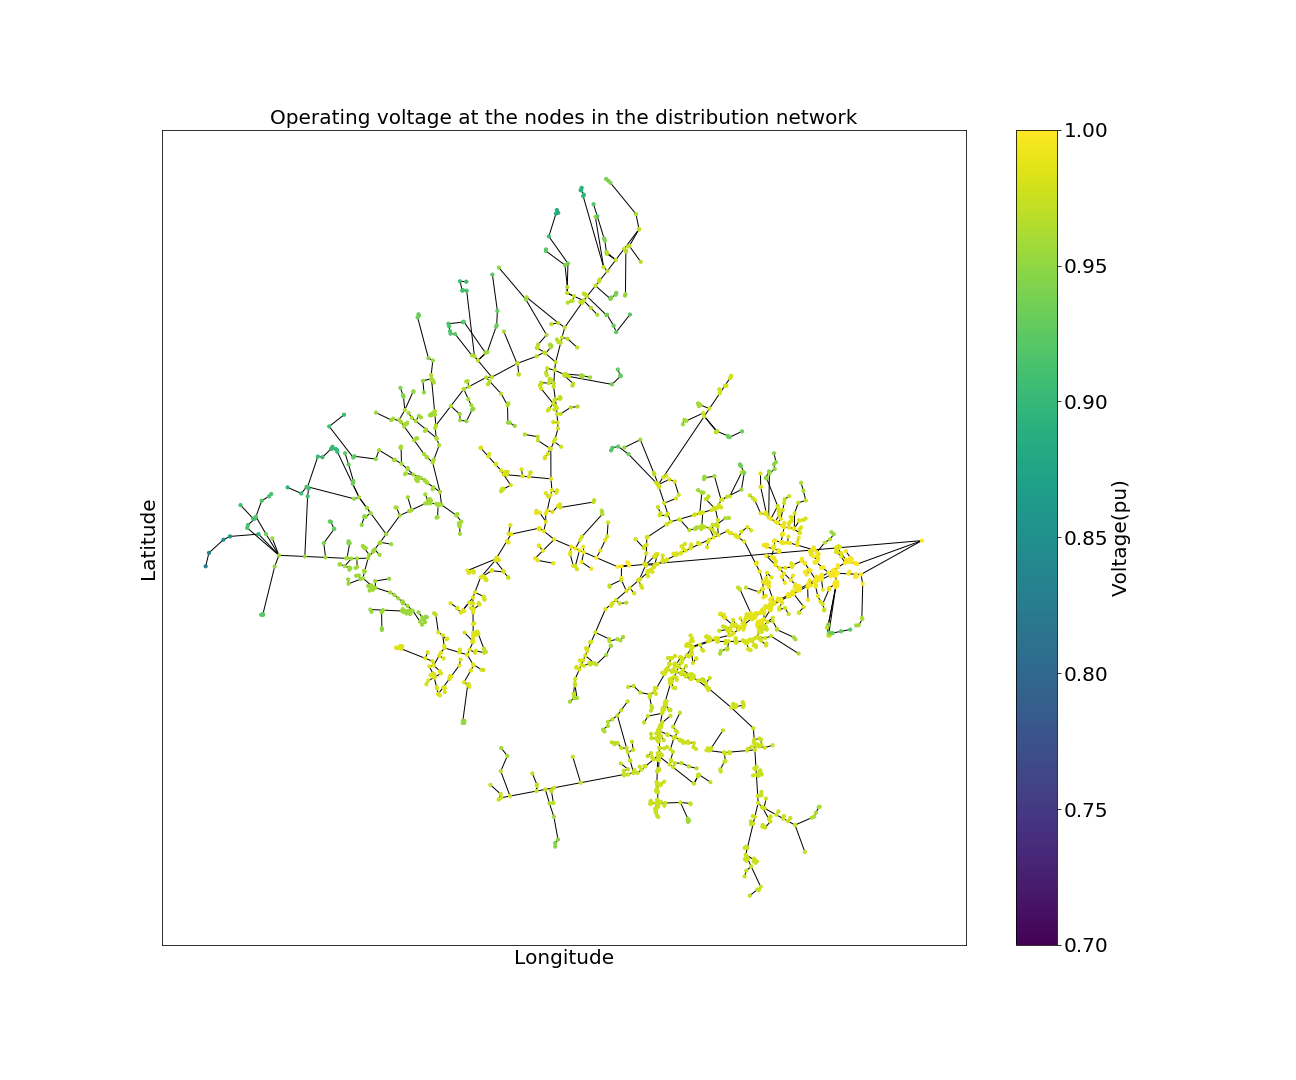 Operating voltage at the nodes in the distribution network
Latitude
Longitude
1.00
0.95
0.90
0.85
0.80
0.75
0.70
Voltage(pu)